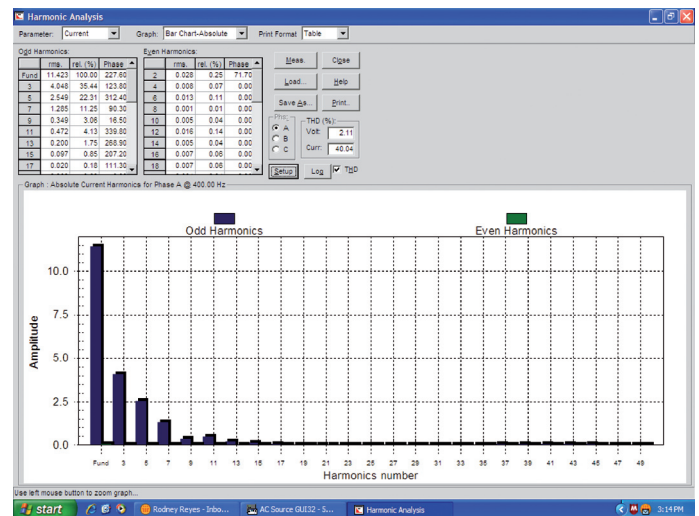 Harmonic Analysis
Parameter: Current Graph: Bar Chart-Absolute Print Format Table
Odd Harmonics:
rms. rel. (%) Phase
Fund 11.423 100.00 227.60
3 4.048 35.44 123.80
5 2.549 22.31 312.40
7 1.285 11.25 90.30
9 0.349 3.06 16.50
11 0.472 4.13 339.80
13 0.200 1.75 268.90
15 0.097 0.85 207.20
17 0.020 0.18 111.30
Even Harmonics:
rms. rel. (%) Phase
2 0.028 0.25 71.70
4 0.008 0.07 0.00
6 0.013 0.11 0.00
8 0.001 0.01 0.00
10 0.005 0.04 0.00
12 0.016 0.14 0.00
14 0.005 0.04 0.00
16 0.007 0.06 0.00
18 0.007 0.06 0.00
Meas. Close
Load... Help
Save As... Print.
A
B
C
THD (%):
Volt: 2.11
Curr: 40.04
Setup Log THD
Graph : Absolute Current Harmonics for Phase A @ 400.00 Hz
Odd Harmonics Even Harmonics
Amplitude
10.0
7.5
5.0
2.5
0.0
Fund 3 5 7 9 11 13 15 17 19 21 23 25 27 29 31 33 35 37 39 41 43 45 47 49
Harmonics number
Use left mouse button to zoom graph...
start Rodney Reyes - Inbo... AC Source GUI32 - S... Harmonic Analysis 3:14 PM